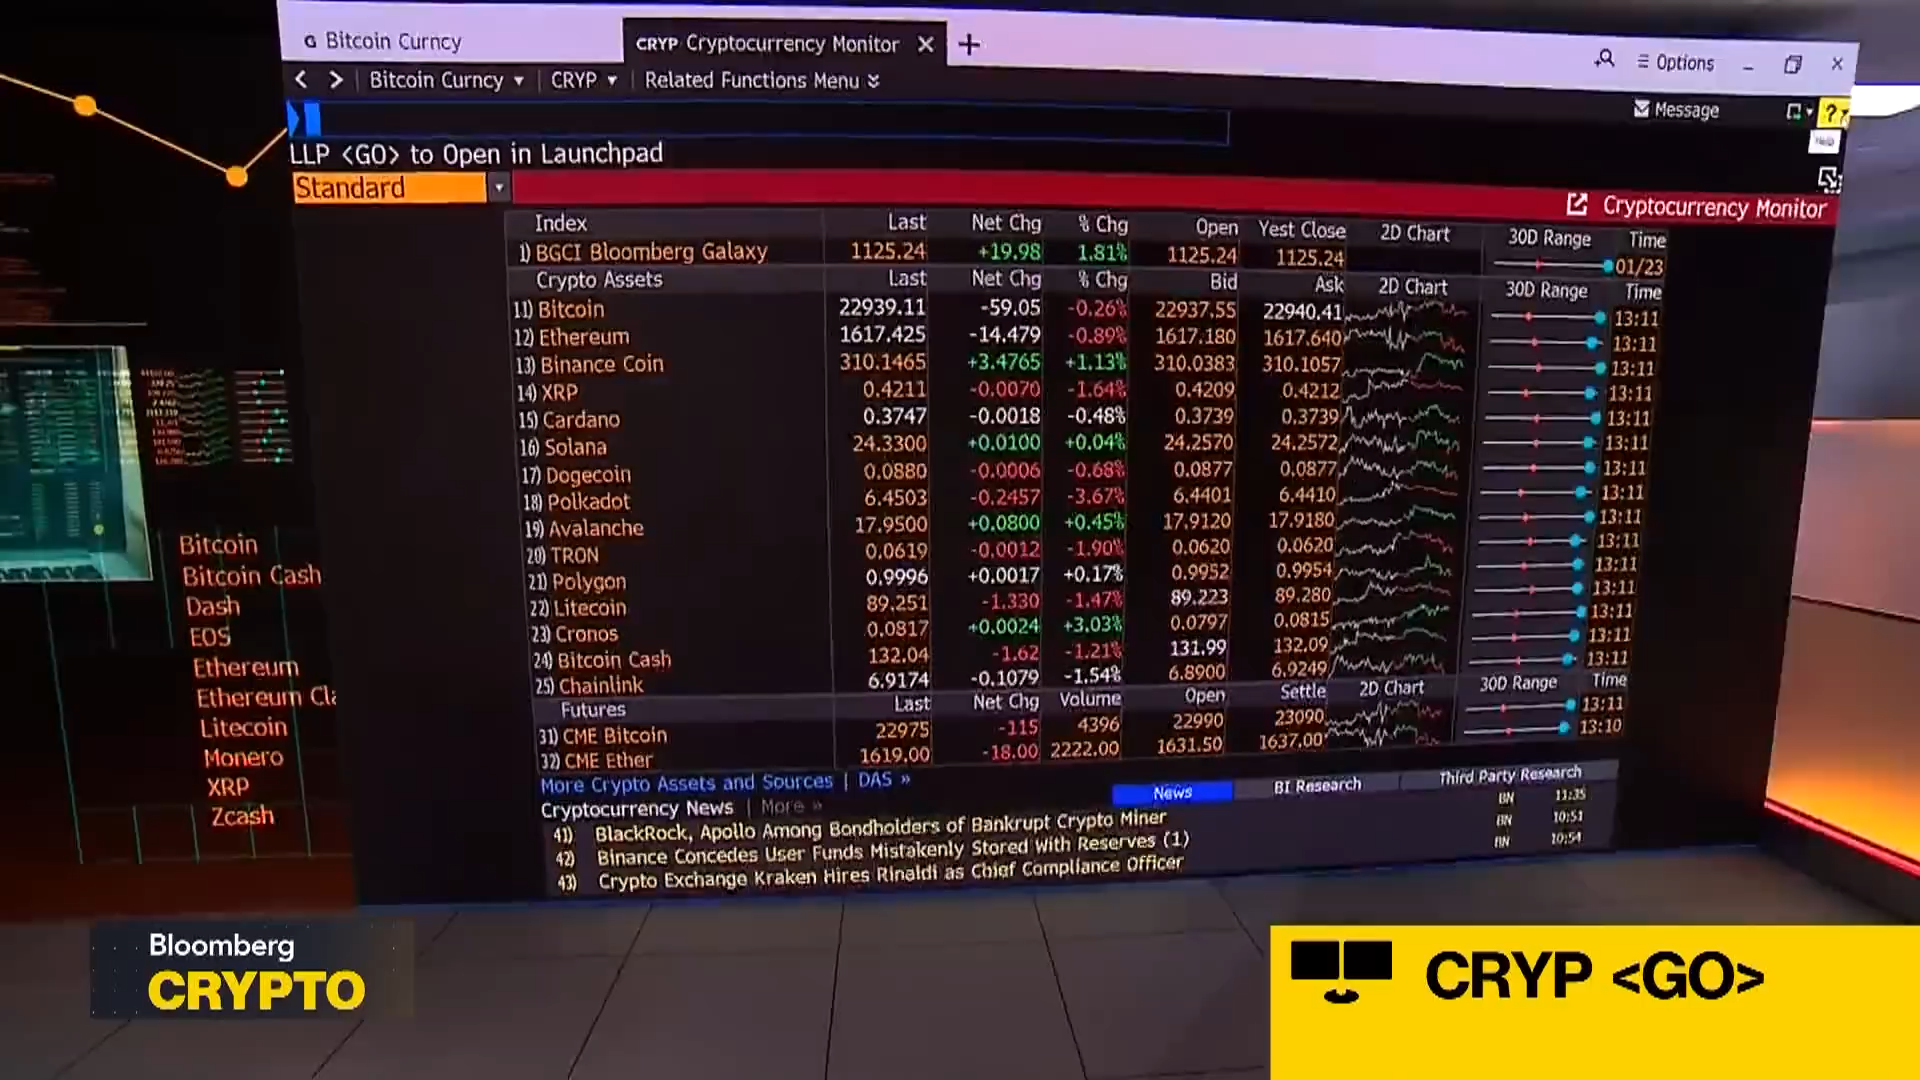 G Bitcoin Curncy
CRYP Cryptocurrency Monitor
Options
Bitcoin Curncy
CRYP
Related Functions Menu
Message
?
Help
LLP <GO> to Open in Launchpad
Standard
Cryptocurrency Monitor
Index Last Net Chg % Chg Open Yest Close 2D Chart 30D Range Time
1) BGCI Bloomberg Galaxy 1125.24 +19.98 1.81% 1125.24 1125.24 01/23
Crypto Assets Last Net Chg % Chg Bid Ask 2D Chart 30D Range Time
11) Bitcoin 22939.11 -59.05 -0.26% 22937.55 22940.41 13:11
12) Ethereum 1617.425 -14.479 -0.89% 1617.180 1617.640 13:11
13) Binance Coin 310.1465 +3.4765 +1.13% 310.0383 310.1057 13:11
14) XRP 0.4211 -0.0070 -1.64% 0.4209 0.4212 13:11
15) Cardano 0.3747 -0.0018 -0.48% 0.3739 0.3739 13:11
16) Solana 24.3300 +0.0100 +0.04% 24.2570 24.2572 13:11
17) Dogecoin 0.0880 -0.0006 -0.68% 0.0877 0.0877 13:11
18) Polkadot 6.4503 -0.2457 -3.67% 6.4401 6.4410 13:11
19) Avalanche 17.9500 +0.0800 +0.45% 17.9120 17.9180 13:11
20) TRON 0.0619 -0.0012 -1.90% 0.0620 0.0620 13:11
21) Polygon 0.9996 +0.0017 +0.17% 0.9952 0.9954 13:11
22) Litecoin 89.251 -1.330 -1.47% 89.223 89.280 13:11
23) Cronos 0.0817 +0.0024 +3.03% 0.0797 0.0815 13:11
24) Bitcoin Cash 132.04 -1.62 -1.21% 131.99 132.09 13:11
25) Chainlink 6.9174 -0.1079 -1.54% 6.8900 6.9249 13:11
Futures Last Net Chg Volume Open Settle 2D Chart 30D Range Time
31) CME Bitcoin 22975 -115 4396 22990 23090 13:11
32) CME Ether 1619.00 -18.00 2222.00 1631.50 1637.00 13:10
More Crypto Assets and Sources | DAS »
Cryptocurrency News | More »
News
BI Research
Third Party Research
41) BlackRock, Apollo Among Bondholders of Bankrupt Crypto Miner BN 11:35
42) Binance Concedes User Funds Mistakenly Stored With Reserves (1) BN 10:51
43) Crypto Exchange Kraken Hires Rinaldi as Chief Compliance Officer BN 10:54
Bitcoin
Bitcoin Cash
Dash
EOS
Ethereum
Ethereum Cla
Litecoin
Monero
XRP
Zcash
Bloomberg
CRYPTO
CRYP <GO>